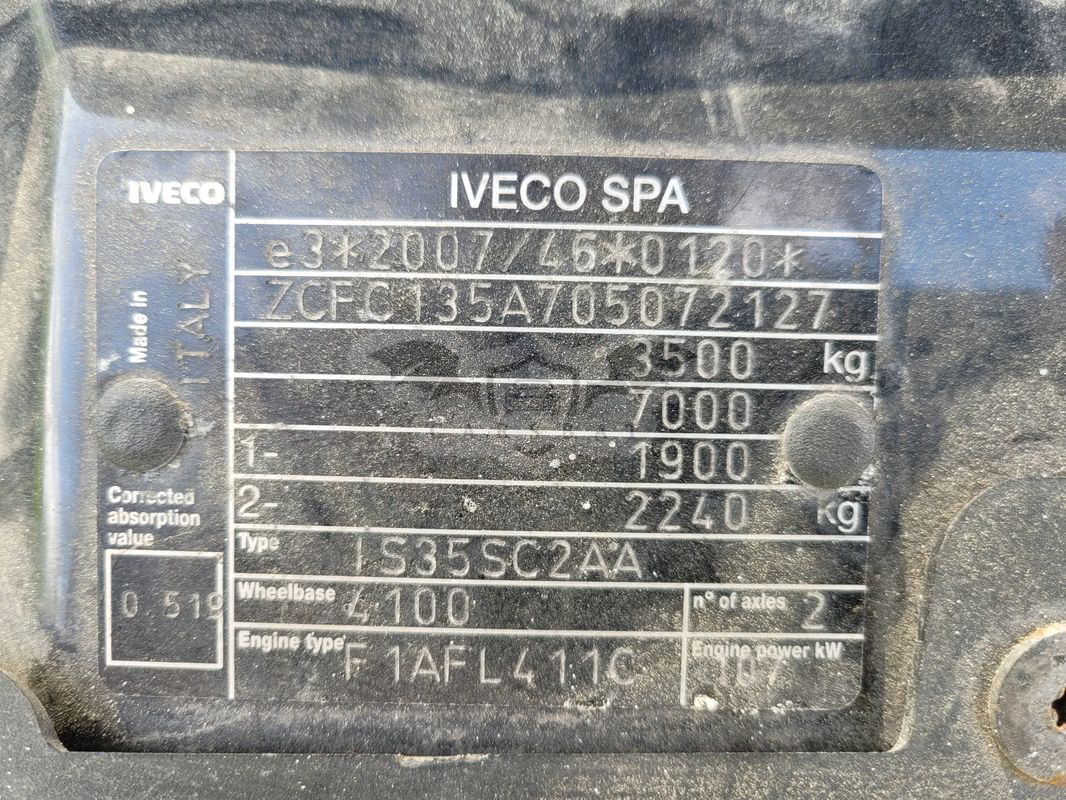 IVECO
IVECO SPA
Made in
ITALY
e3*2007/46*0120*
ZCFC135A705072127
3500 kg
7000
1- 1900
2- 2240 kg
Corrected
absorption
value
0.519
Type IS35SC2AA
Wheelbase 4100
n° of axles 2
Engine type F1AFL411C
Engine power kW 107